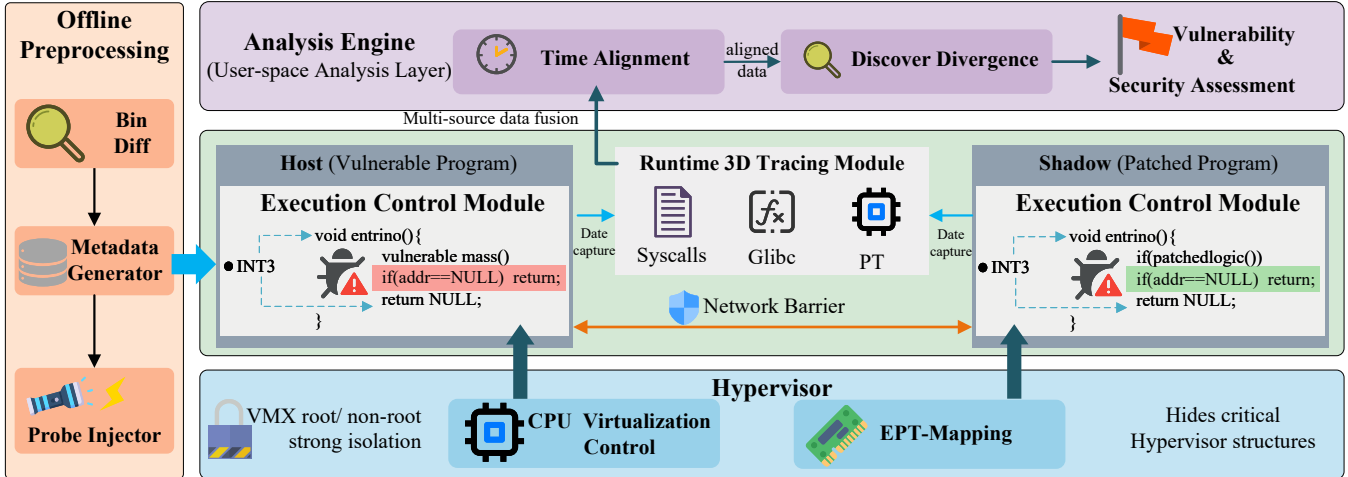 Offline
Preprocessing
Bin
Diff
Metadata
Generator
Probe Injector
Analysis Engine
(User-space Analysis Layer)
Time Alignment
aligned
data
Discover Divergence
Vulnerability
&
Security Assessment
Multi-source data fusion
Host (Vulnerable Program)
Execution Control Module
INT3
void entrino(){
vulnerable mass()
if(addr==NULL) return;
return NULL;
}
Date
capture
Runtime 3D Tracing Module
Syscalls
Glibc
PT
Date
capture
Network Barrier
Shadow (Patched Program)
Execution Control Module
INT3
void entrino(){
if(patchedlogic())
if(addr==NULL) return;
return NULL;
}
Hypervisor
VMX root/ non-root
strong isolation
CPU Virtualization
Control
EPT-Mapping
Hides critical
Hypervisor structures